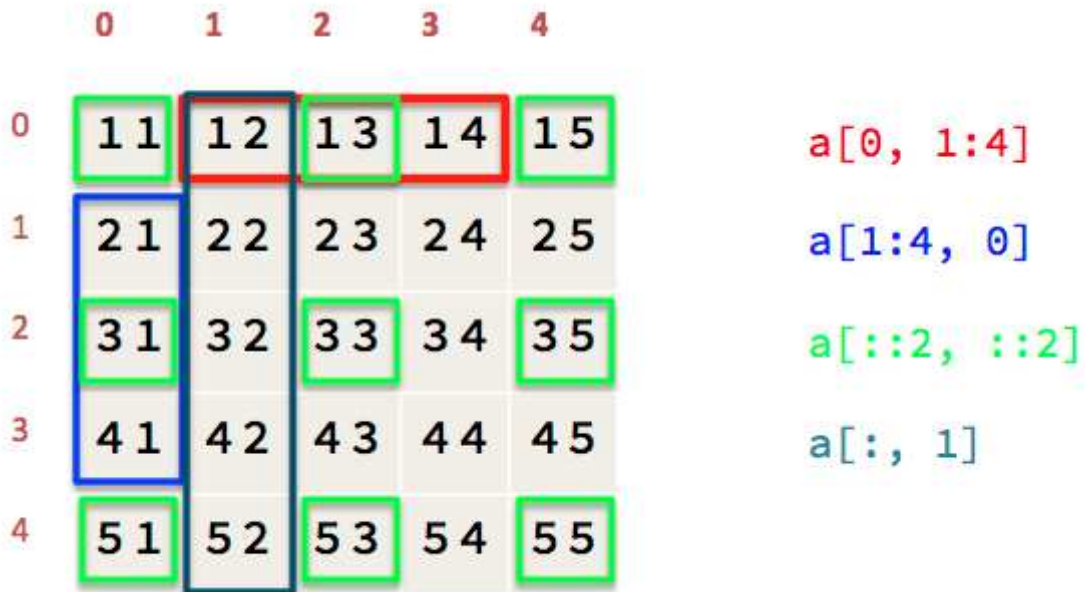 0 1 2 3 4
0 11 12 13 14 15 a[0, 1:4]
1 21 22 23 24 25 a[1:4, 0]
2 31 32 33 34 35 a[::2, ::2]
3 41 42 43 44 45 a[:, 1]
4 51 52 53 54 55